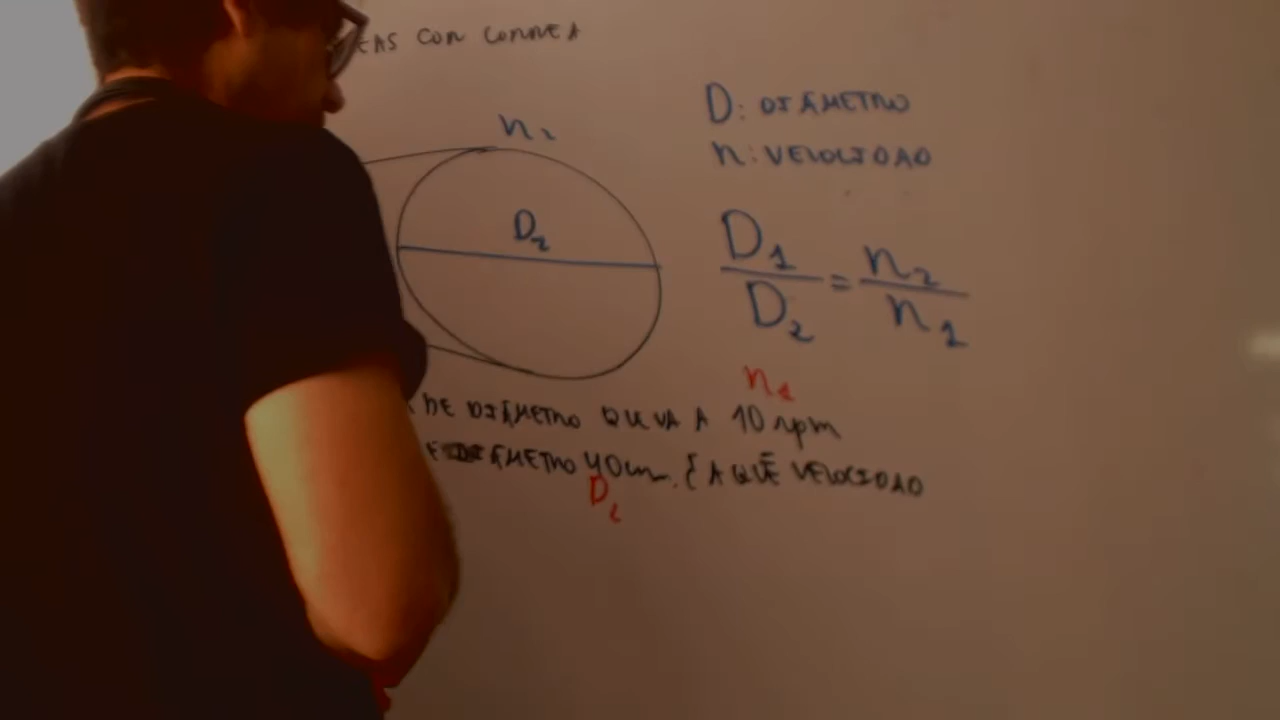 EAS CON CORREA
n2
D: DIÁMETRO
n: VELOCIDAD
D2
D1/D2 = n2/n1
n1
DE DIÁMETRO QUE VA A 10 rpm
DIÁMETRO 40cm. ¿A QUÉ VELOCIDAD
D2